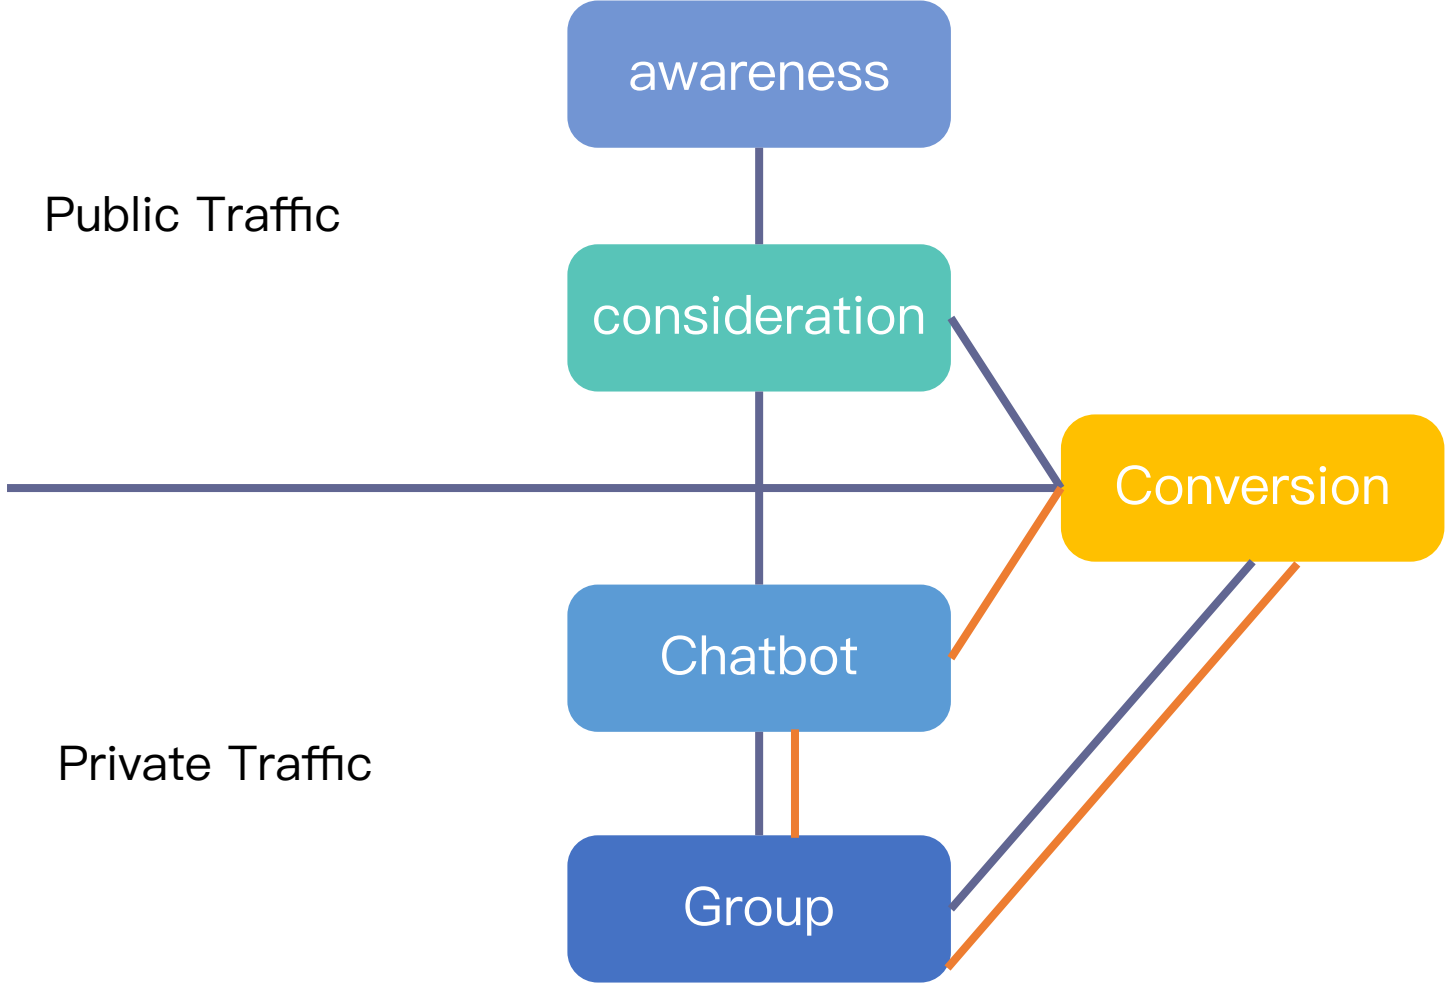 awareness
Public Traffic
consideration
Conversion
Chatbot
Private Traffic
Group